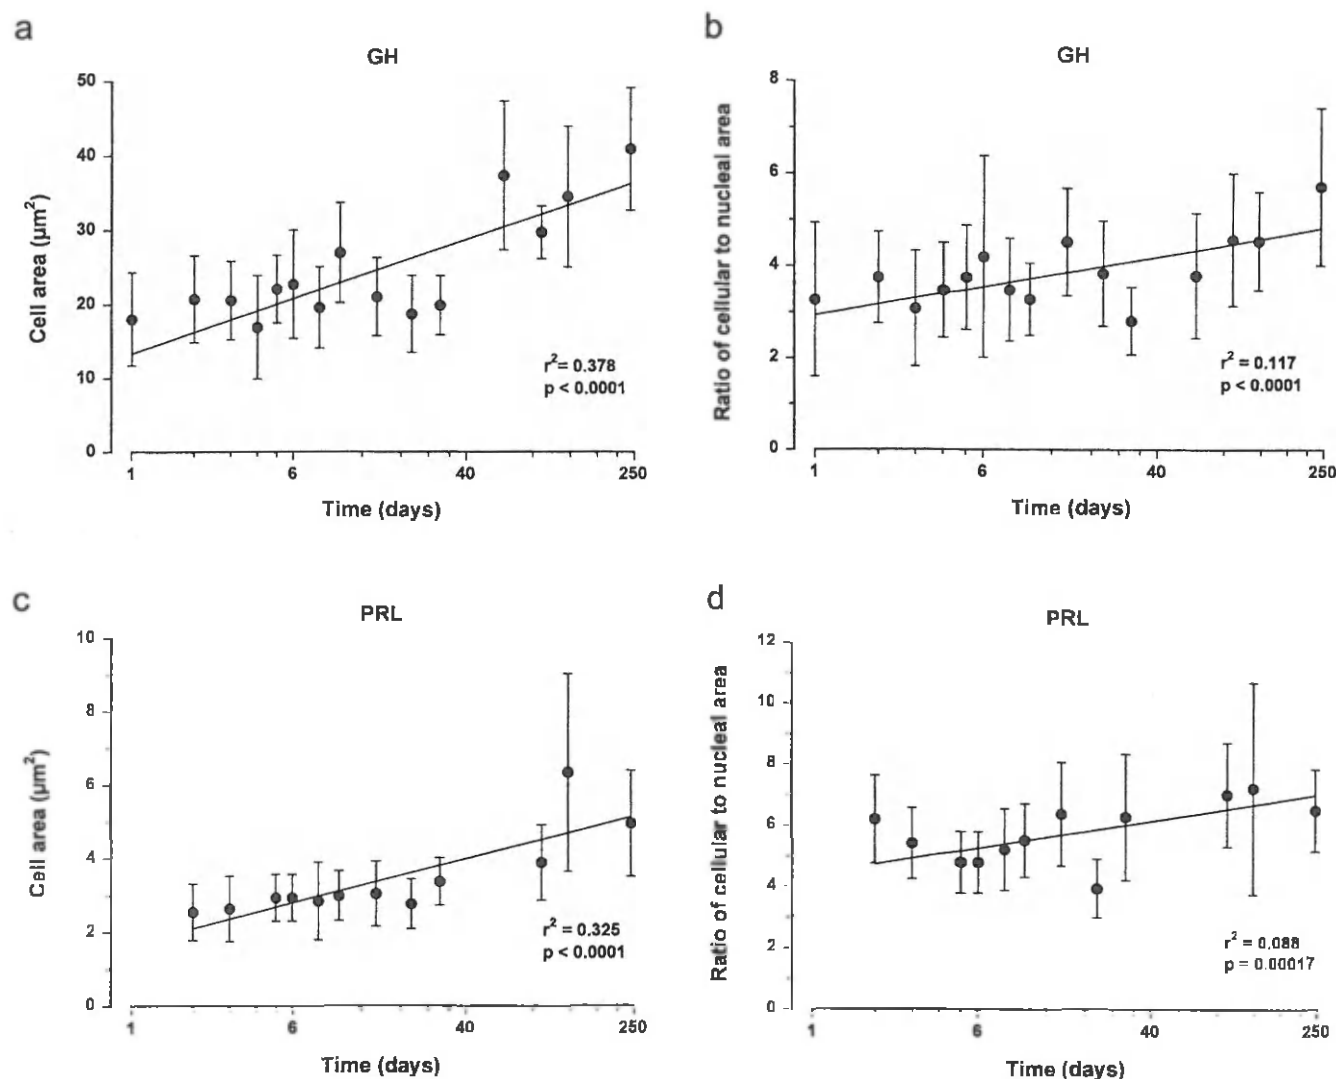 a
GH
Cell area (µm²)
50
40
30
20
10
0
r²= 0.378
p < 0.0001
1
6
40
250
Time (days)
b
GH
Ratio of cellular to nucleal area
8
6
4
2
0
r² = 0.117
p < 0.0001
1
6
40
250
Time (days)
c
PRL
Cell area (µm²)
10
8
6
4
2
0
r² = 0.325
p < 0.0001
1
6
40
250
Time (days)
d
PRL
Ratio of cellular to nucleal area
12
10
8
6
4
2
0
r² = 0.088
p = 0.00017
1
6
40
250
Time (days)